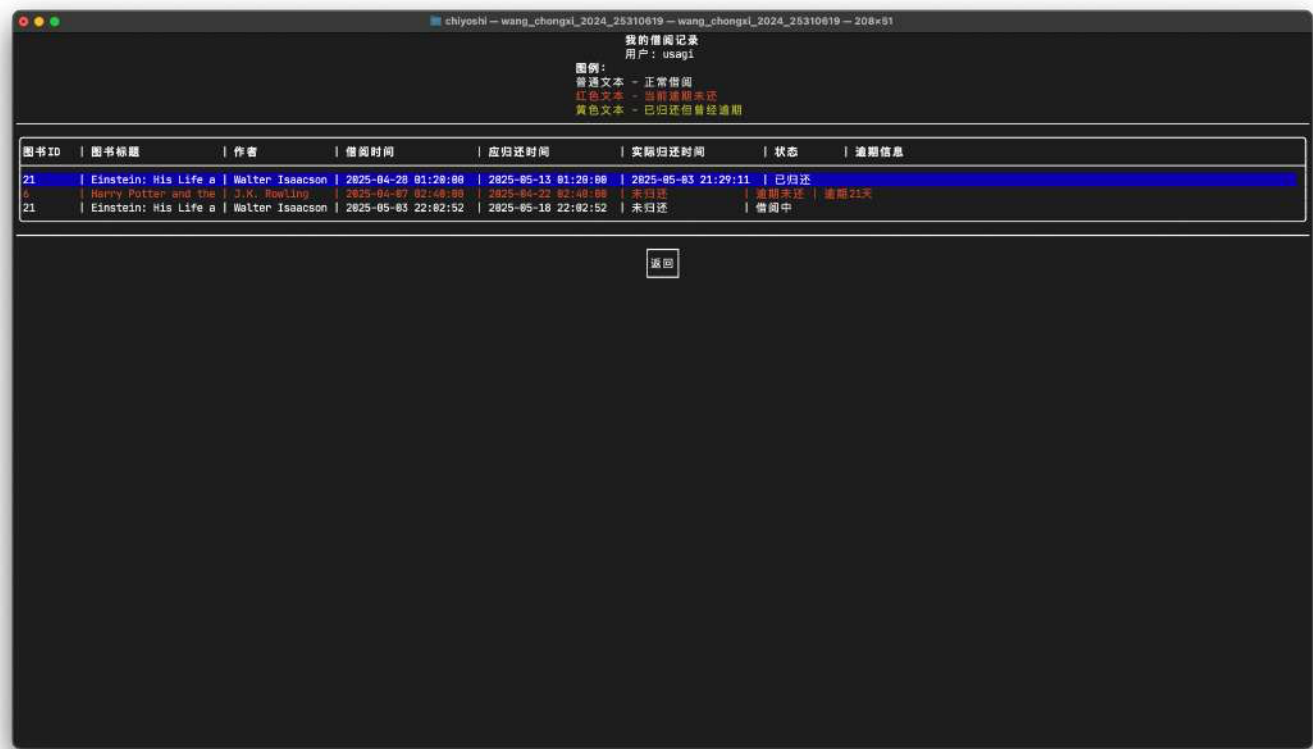 chiyoshi — wang_chongxi_2024_25310619 — wang_chongxi_2024_25310619 — 208×51
我的借阅记录
用户: usagi
图例:
普通文本 - 正常借阅
红色文本 - 当前逾期未还
黄色文本 - 已归还但曾经逾期
图书ID | 图书标题 | 作者 | 借阅时间 | 应归还时间 | 实际归还时间 | 状态 | 逾期信息
21 | Einstein: His Life a | Walter Isaacson | 2025-04-28 01:20:00 | 2025-05-13 01:20:00 | 2025-05-03 21:29:11 | 已归还
6 | Harry Potter and the | J.K. Rowling | 2025-04-07 02:40:00 | 2025-04-22 02:40:00 | 未归还 | 逾期未还 | 逾期21天
21 | Einstein: His Life a | Walter Isaacson | 2025-05-03 22:02:52 | 2025-05-18 22:02:52 | 未归还 | 借阅中
返回